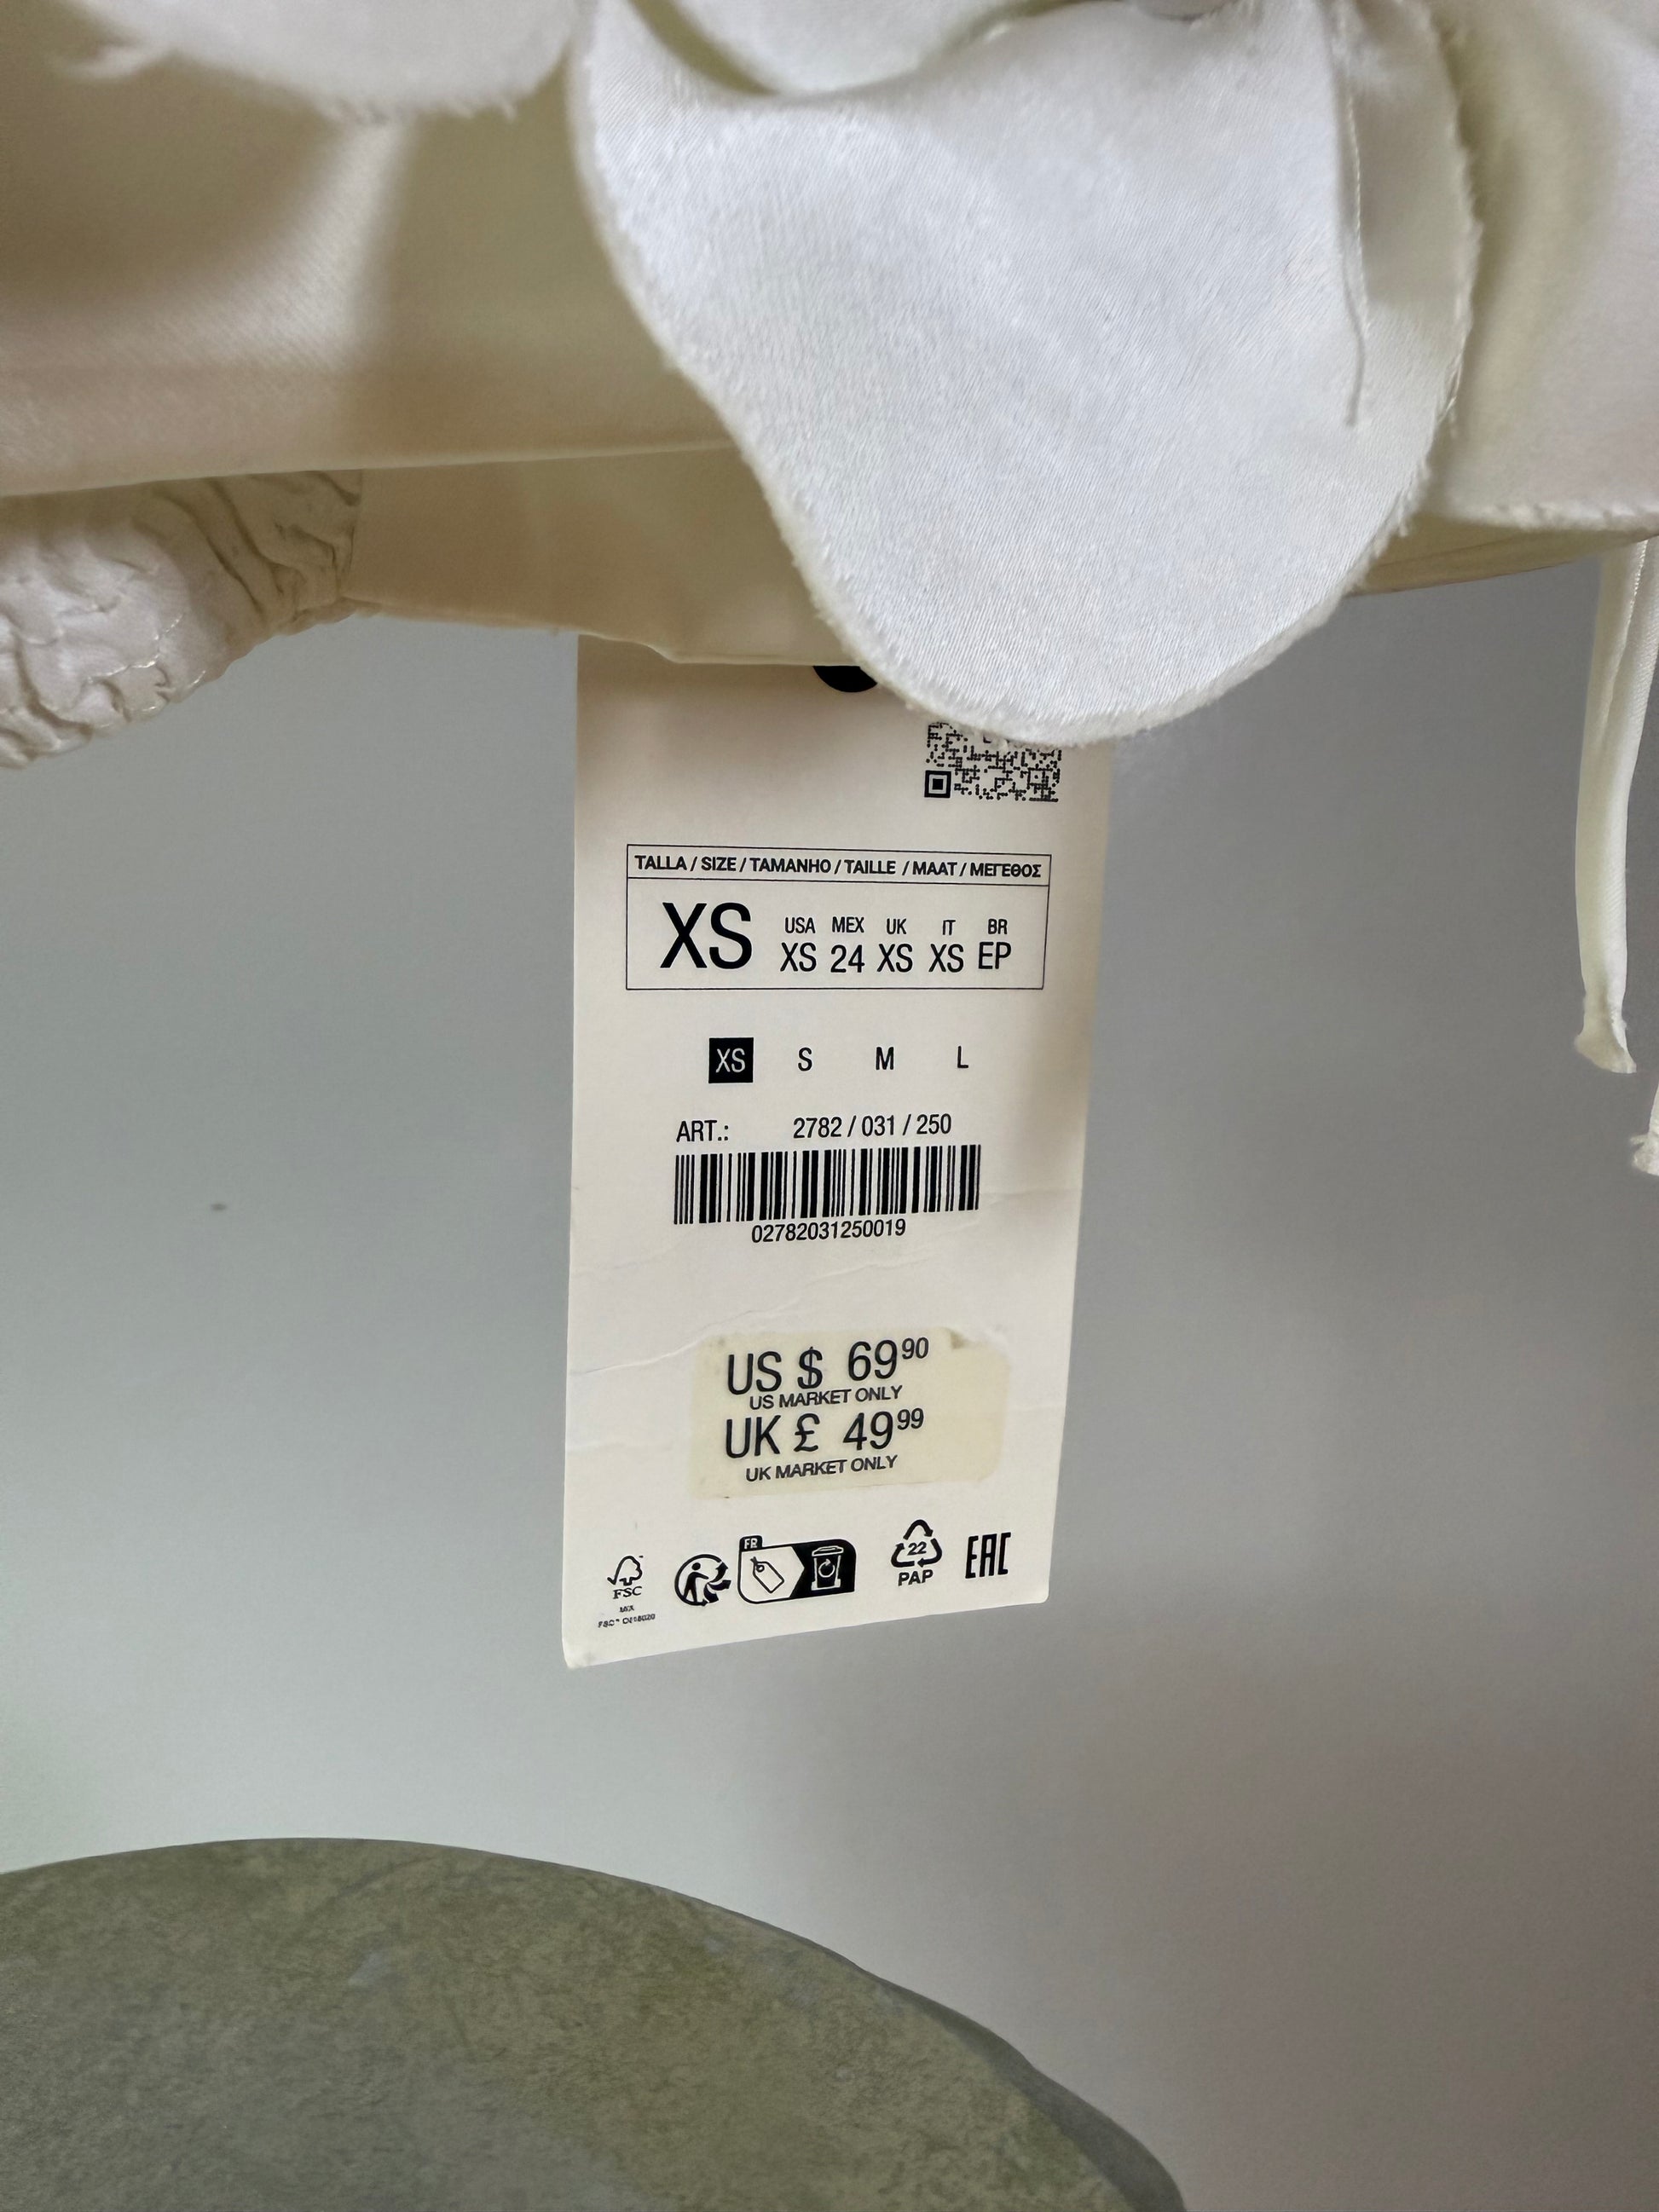 TALLA / SIZE / TAMANHO / TAILLE / MAAT / ΜΕΓΕΘΟΣ
XS
USA MEX UK IT BR
XS 24 XS XS EP
XS S M L
ART.: 2782 / 031 / 250
02782031250019
US $ 69 90
US MARKET ONLY
UK £ 49 99
UK MARKET ONLY
FR
22
PAP
EAC
FSC
MIX